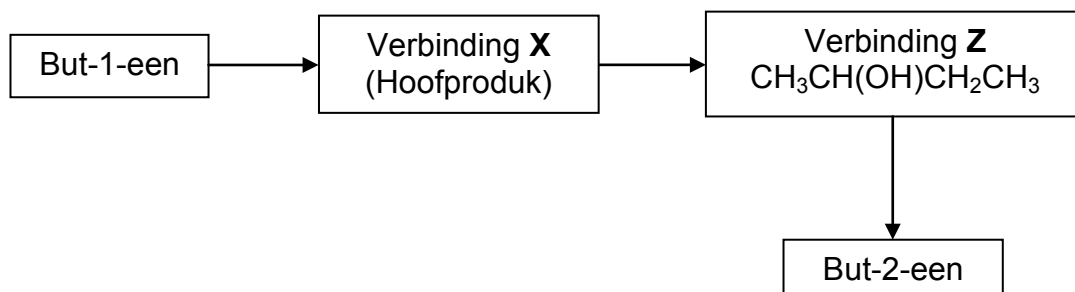 But-1-een
Verbinding X
(Hoofproduk)
Verbinding Z
CH₃CH(OH)CH₂CH₃
But-2-een